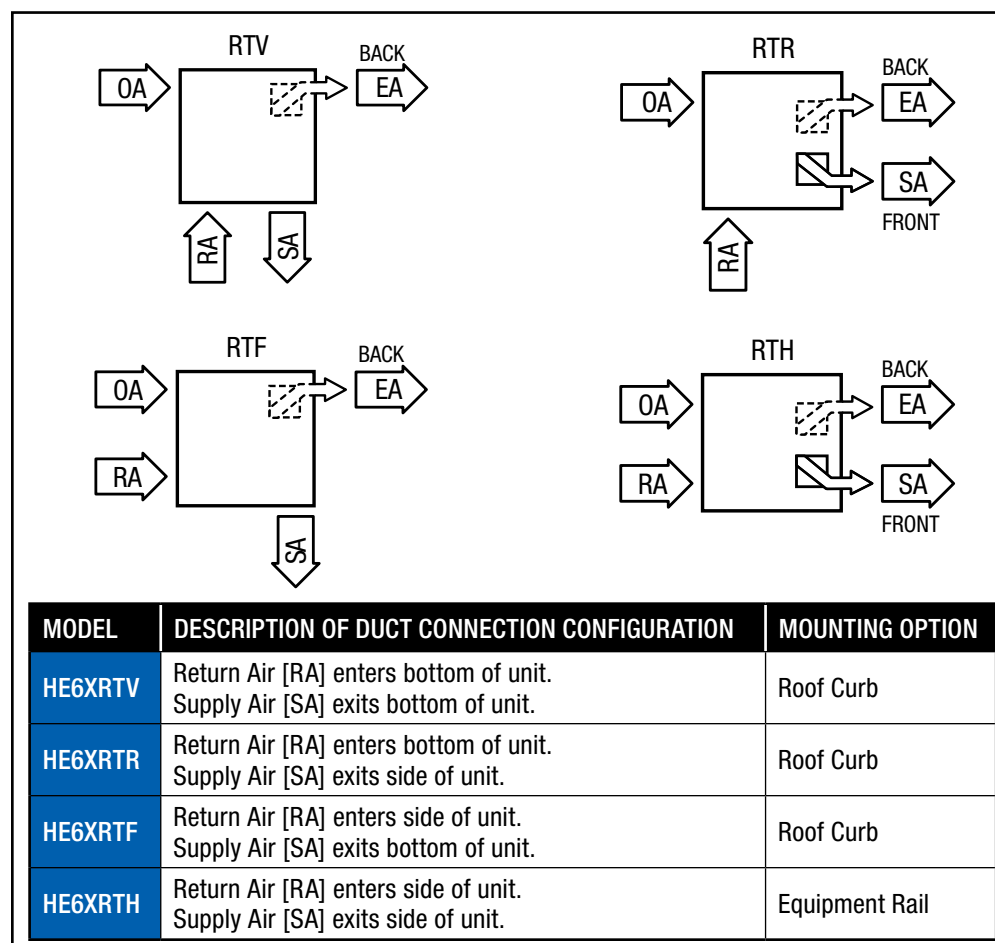 RTV
OA
BACK
EA
RA
SA
RTR
OA
BACK
EA
SA
FRONT
RA
RTF
OA
BACK
EA
RA
SA
RTH
OA
BACK
EA
RA
SA
FRONT
MODEL DESCRIPTION OF DUCT CONNECTION CONFIGURATION MOUNTING OPTION
HE6XRTV Return Air [RA] enters bottom of unit. Roof Curb
Supply Air [SA] exits bottom of unit.
HE6XRTR Return Air [RA] enters bottom of unit. Roof Curb
Supply Air [SA] exits side of unit.
HE6XRTF Return Air [RA] enters side of unit. Roof Curb
Supply Air [SA] exits bottom of unit.
HE6XRTH Return Air [RA] enters side of unit. Equipment Rail
Supply Air [SA] exits side of unit.